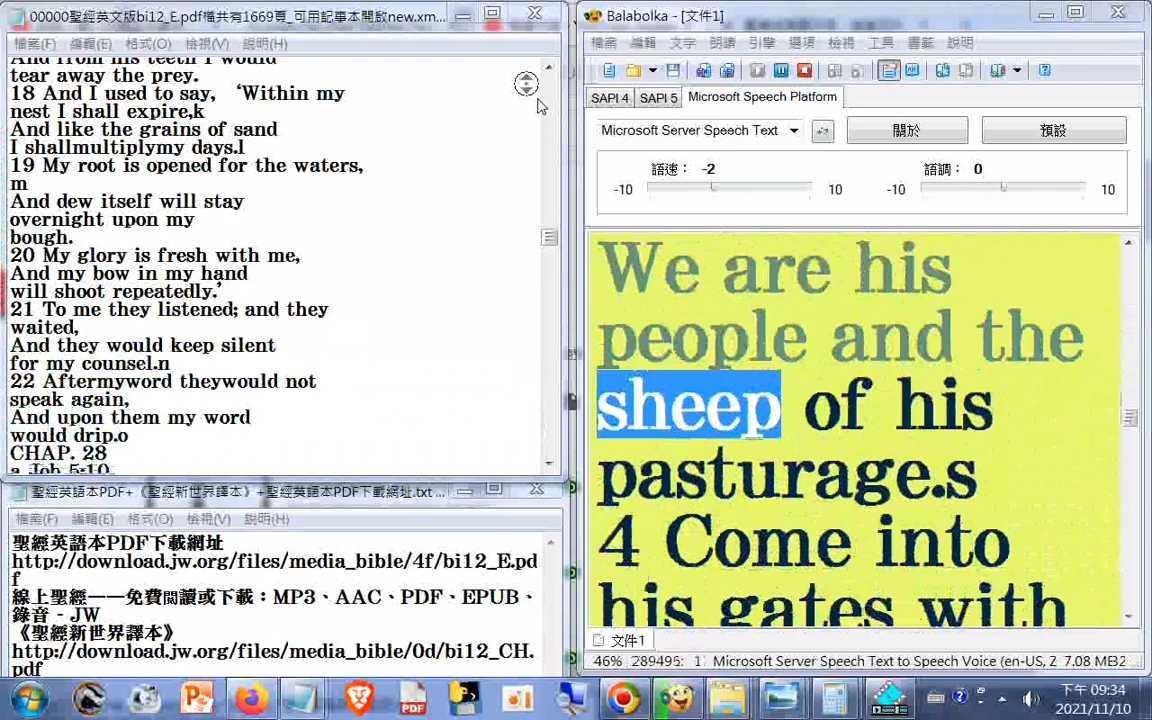 00000聖經英文版bi12_E.pdf檔共有1669頁_可用記事本開啟new.xm...
檔案(F) 編輯(E) 格式(O) 檢視(V) 說明(H)
And from his teeth I would
tear away the prey.
18 And I used to say, ‘Within my
nest I shall expire,k
And like the grains of sand
I shallmultiplymy days.l
19 My root is opened for the waters,
m
And dew itself will stay
overnight upon my
bough.
20 My glory is fresh with me,
And my bow in my hand
will shoot repeatedly.’
21 To me they listened; and they
waited,
And they would keep silent
for my counsel.n
22 Aftermyword theywould not
speak again,
And upon them my word
would drip.o
CHAP. 28
a Job 5:10
聖經英語本PDF+《聖經新世界譯本》+聖經英語本PDF下載網址.txt ...
檔案(F) 編輯(E) 格式(O) 檢視(V) 說明(H)
聖經英語本PDF下載網址
http://download.jw.org/files/media_bible/4f/bi12_E.pd
f
線上聖經——免費閱讀或下載：MP3、AAC、PDF、EPUB、
錄音 - JW
《聖經新世界譯本》
http://download.jw.org/files/media_bible/0d/bi12_CH.
pdf
Balabolka - [文件1]
檔案 編輯 文字 朗讀 引擎 選項 檢視 工具 書籤 說明
SAPI 4 SAPI 5 Microsoft Speech Platform
Microsoft Server Speech Text 關於 預設
語速： -2 語調： 0
-10 10 -10 10
We are his
people and the
sheep of his
pasturage.s
4 Come into
his gates with
文件1
46% 289495: 1 Microsoft Server Speech Text to Speech Voice (en-US, Z 7.08 MB2
PDF
下午 09:34
2021/11/10